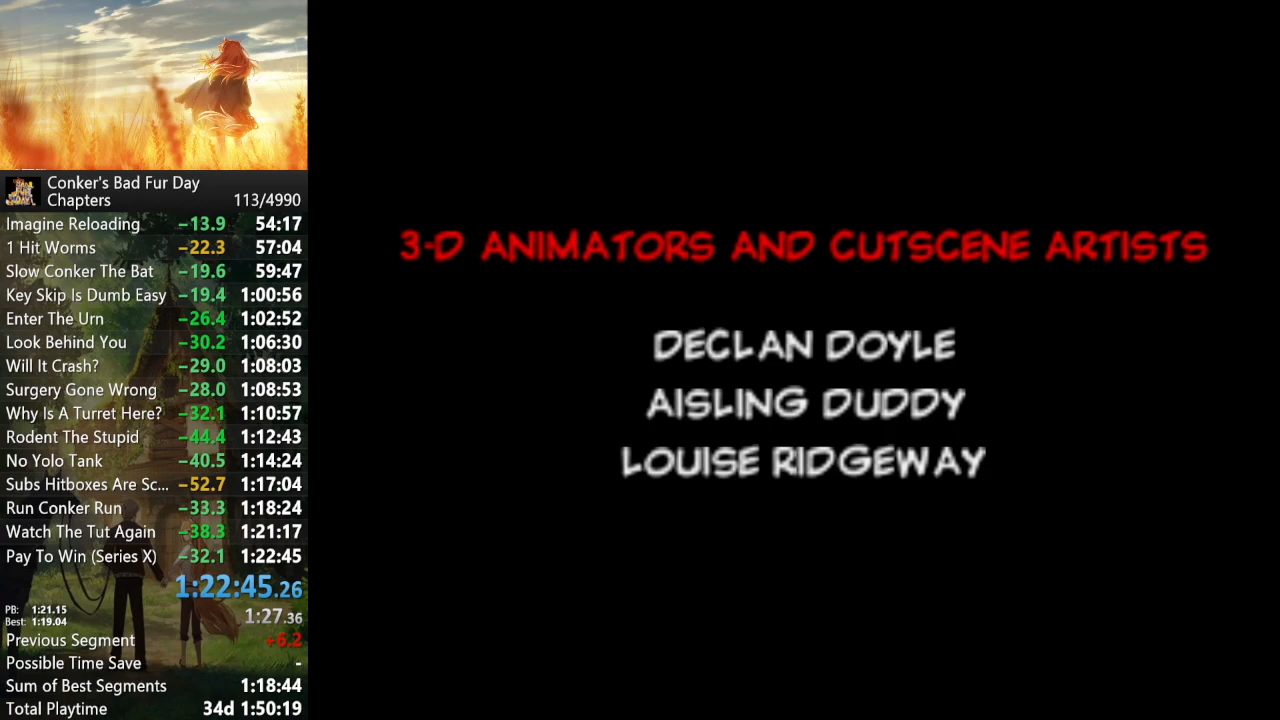 Conker's Bad Fur Day
Chapters 113/4990
Imagine Reloading -13.9 54:17
1 Hit Worms -22.3 57:04
Slow Conker The Bat -19.6 59:47
Key Skip Is Dumb Easy -19.4 1:00:56
Enter The Urn -26.4 1:02:52
Look Behind You -30.2 1:06:30
Will It Crash? -29.0 1:08:03
Surgery Gone Wrong -28.0 1:08:53
Why Is A Turret Here? -32.1 1:10:57
Rodent The Stupid -44.4 1:12:43
No Yolo Tank -40.5 1:14:24
Subs Hitboxes Are Sc... -52.7 1:17:04
Run Conker Run -33.3 1:18:24
Watch The Tut Again -38.3 1:21:17
Pay To Win (Series X) -32.1 1:22:45
1:22:45.26
PB: 1:21.15
Best: 1:19.04
1:27.36
Previous Segment +6.2
Possible Time Save -
Sum of Best Segments 1:18:44
Total Playtime 34d 1:50:19
3-D ANIMATORS AND CUTSCENE ARTISTS
DECLAN DOYLE
AISLING DUDDY
LOUISE RIDGEWAY